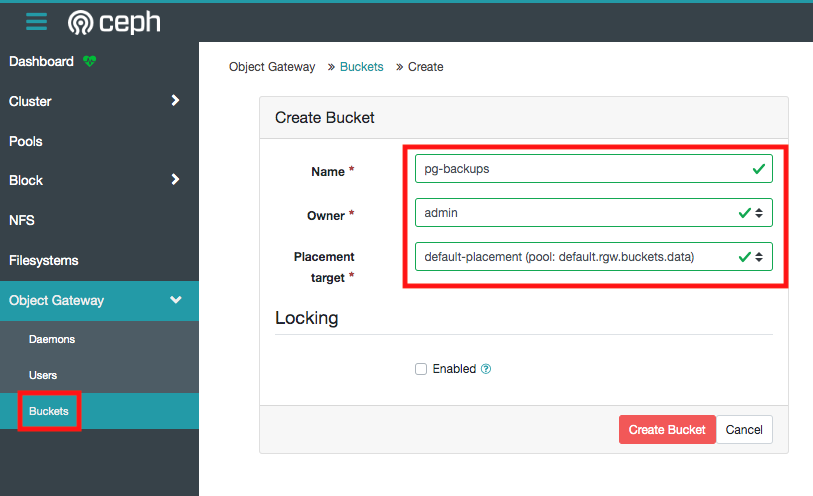 ceph
Dashboard
Cluster
Pools
Block
NFS
Filesystems
Object Gateway
Daemons
Users
Buckets
Object Gateway » Buckets » Create
Create Bucket
Name * pg-backups
Owner * admin
Placement
target * default-placement (pool: default.rgw.buckets.data)
Locking
Enabled ?
Create Bucket Cancel